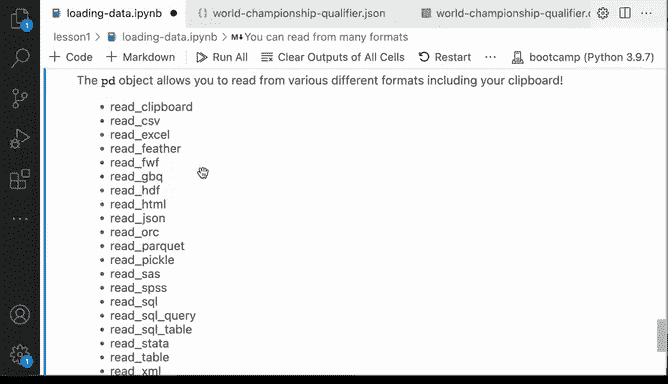 loading-data.ipynb world-championship-qualifier.json world-championship-qualifier.c
lesson1 > loading-data.ipynb > M↓You can read from many formats
+ Code + Markdown Run All Clear Outputs of All Cells Restart ... bootcamp (Python 3.9.7)
The pd object allows you to read from various different formats including your clipboard!
• read_clipboard
• read_csv
• read_excel
• read_feather
• read_fwf
• read_gbq
• read_hdf
• read_html
• read_json
• read_orc
• read_parquet
• read_pickle
• read_sas
• read_spss
• read_sql
• read_sql_query
• read_sql_table
• read_stata
• read_table
• read_xml
1
1